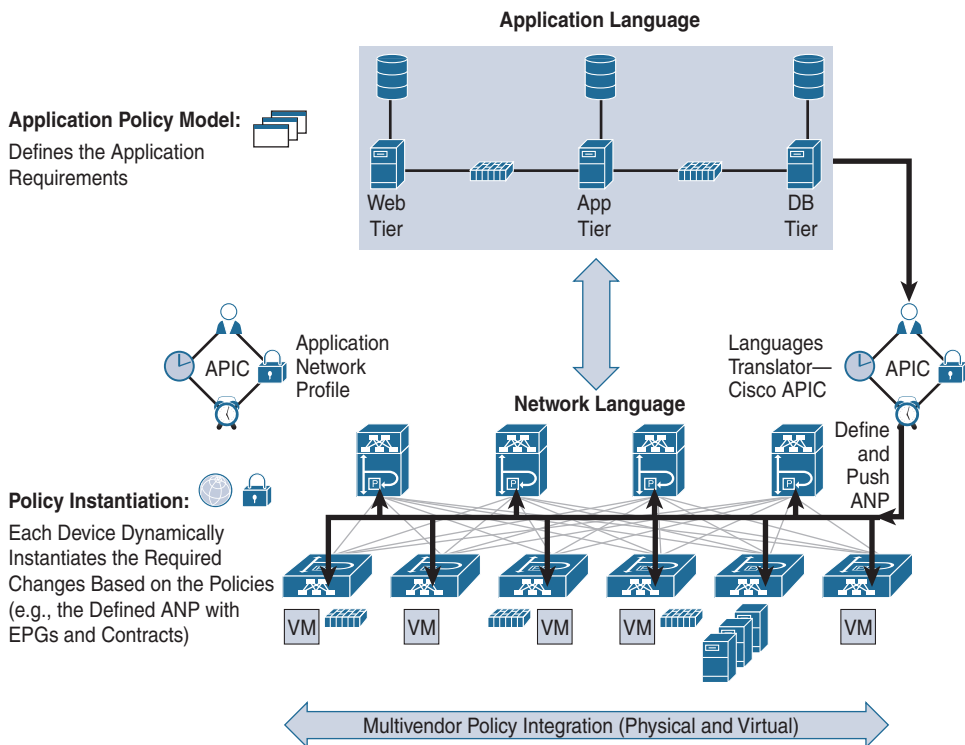 Application Language
Application Policy Model:
Defines the Application
Requirements
Web
Tier
App
Tier
DB
Tier
APIC
Application
Network
Profile
Languages
Translator—
Cisco APIC
APIC
Network Language
Define
and
Push
ANP
P
P
P
P
Policy Instantiation:
Each Device Dynamically
Instantiates the Required
Changes Based on the Policies
(e.g., the Defined ANP with
EPGs and Contracts)
VM
VM
VM
VM
VM
Multivendor Policy Integration (Physical and Virtual)